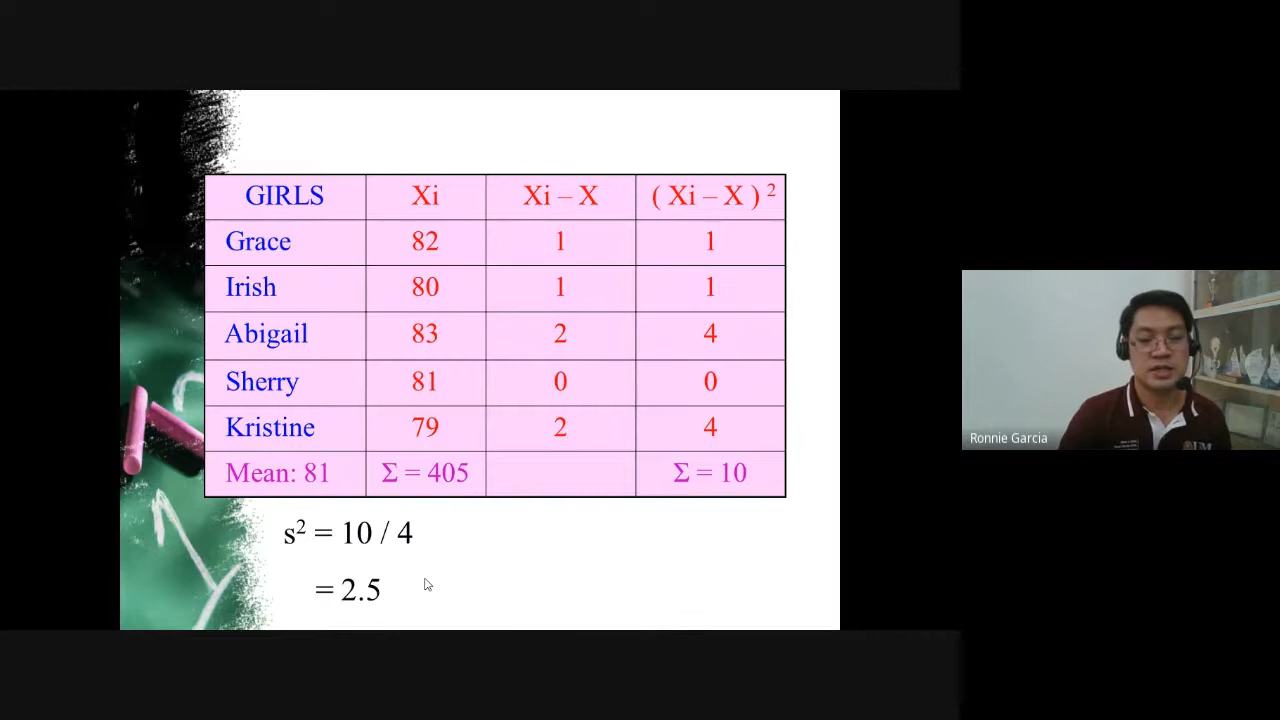 GIRLS Xi Xi – X ( Xi – X ) ²
Grace 82 1 1
Irish 80 1 1
Abigail 83 2 4
Sherry 81 0 0
Kristine 79 2 4
Mean: 81 Σ = 405 Σ = 10
s² = 10 / 4
= 2.5
Ronnie Garcia